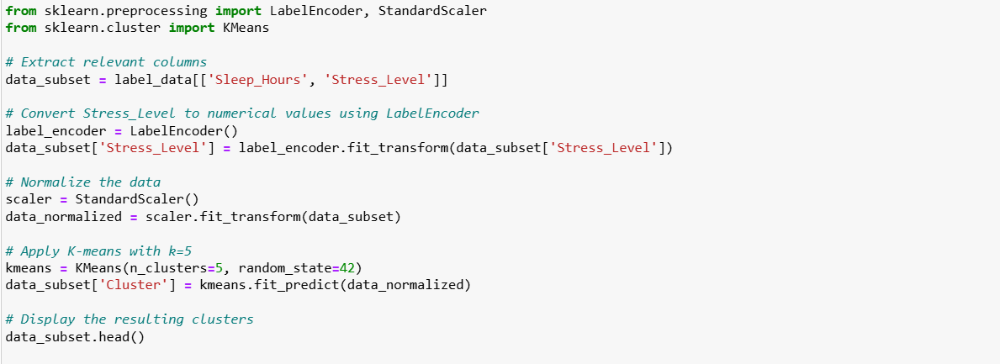 from sklearn.preprocessing import LabelEncoder, StandardScaler
from sklearn.cluster import KMeans
# Extract relevant columns
data_subset = label_data[['Sleep_Hours', 'Stress_Level']]
# Convert Stress_Level to numerical values using LabelEncoder
label_encoder = LabelEncoder()
data_subset['Stress_Level'] = label_encoder.fit_transform(data_subset['Stress_Level'])
# Normalize the data
scaler = StandardScaler()
data_normalized = scaler.fit_transform(data_subset)
# Apply K-means with k=5
kmeans = KMeans(n_clusters=5, random_state=42)
data_subset['Cluster'] = kmeans.fit_predict(data_normalized)
# Display the resulting clusters
data_subset.head()